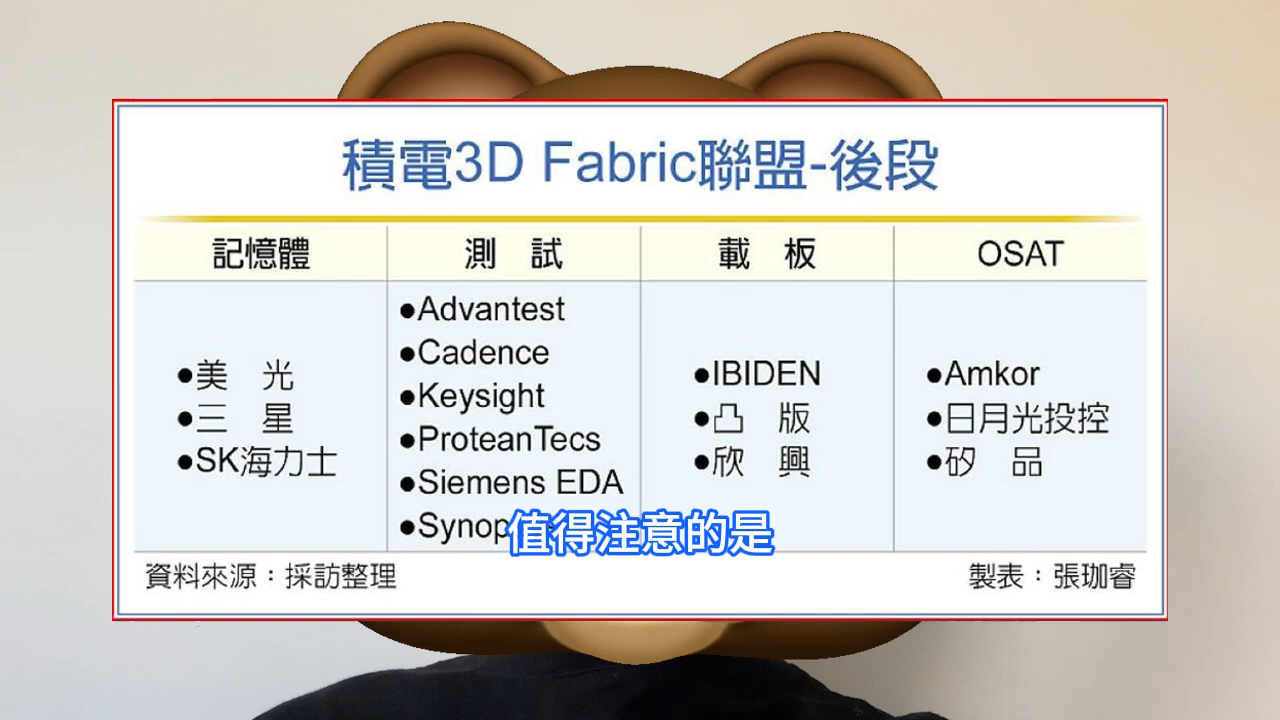 積電3D Fabric聯盟-後段
記憶體 測 試 載 板 OSAT
●美 光
●三 星
●SK海力士
●Advantest
●Cadence
●Keysight
●ProteanTecs
●Siemens EDA
●IBIDEN
●凸 版
●欣 興
●Amkor
●日月光投控
●矽 品
值得注意的是
資料來源：採訪整理
製表：張珈睿